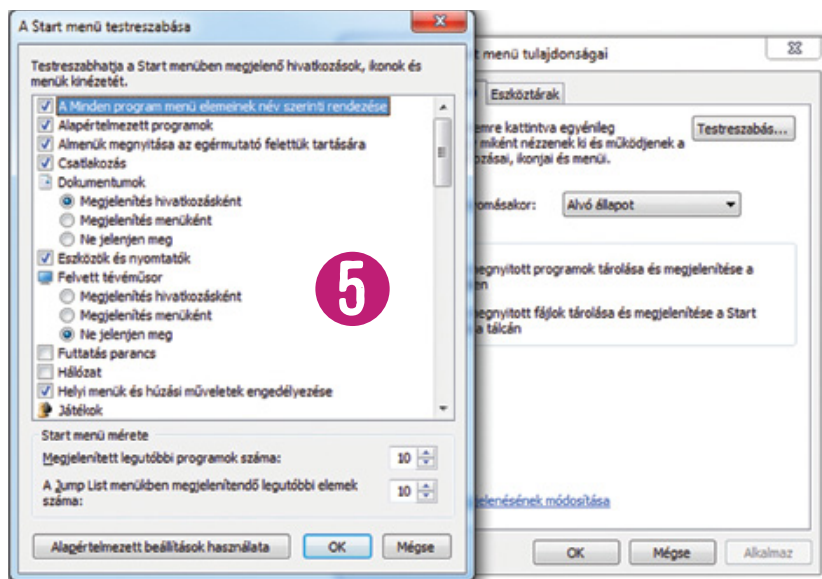 A Start menü testreszabása
Testreszabhatja a Start menüben megjelenő hivatkozások, ikonok és
menük kinézetét.
A Minden program menü elemeinek név szerinti rendezése
Alapértelmezett programok
Almenük megnyitása az egérmutató felettük tartására
Csatlakozás
Dokumentumok
Megjelenítés hivatkozásként
Megjelenítés menüként
Ne jelenjen meg
Eszközök és nyomtatók
Felvett tévéműsor
Megjelenítés hivatkozásként
Megjelenítés menüként
Ne jelenjen meg
Futtatás parancs
Hálózat
Helyi menük és húzási műveletek engedélyezése
Játékok
Start menü mérete
Megjelenített legutóbbi programok száma:
10
A Jump List menükben megjelenítendő legutóbbi elemek
száma:
10
Alapértelmezett beállítások használata
OK
Mégse
5
menü tulajdonságai
Eszköztárak
emre kattintva egyénileg
miként nézzenek ki és működjenek a
ozásai, ikonjai és menüi.
Testreszabás...
omásakor:
Alvó állapot
egnyitott programok tárolása és megjelenítése a
en
egnyitott fájlok tárolása és megjelenítése a Start
a tálcán
elenésének módosítása
OK
Mégse
Alkalmaz